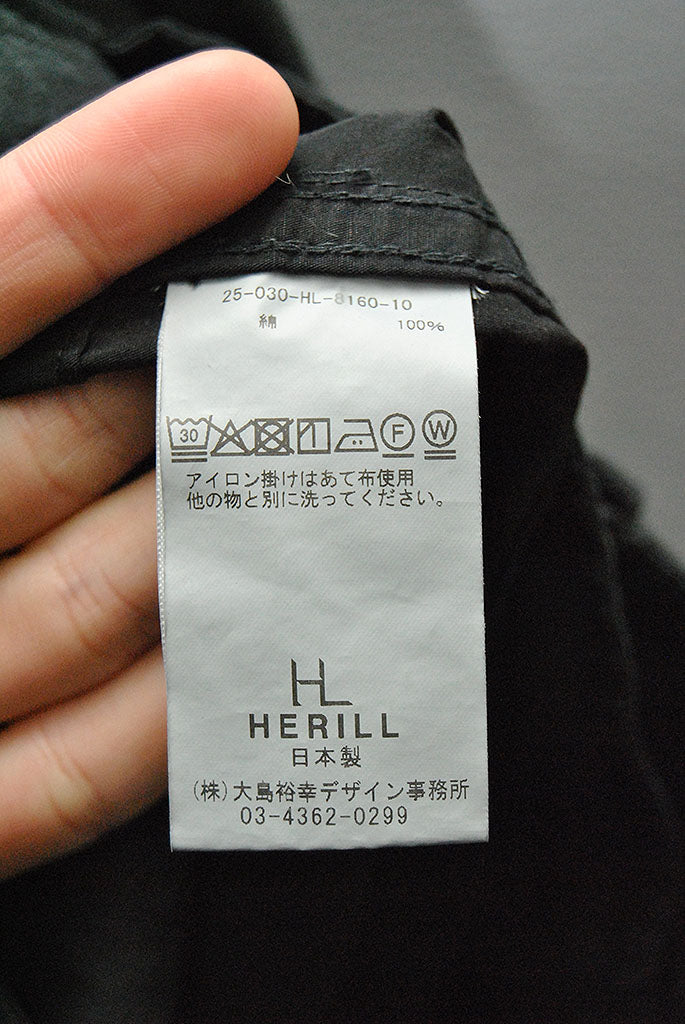 25-030-HL-8160-10
綿 100%
30 F W
アイロン掛けはあて布使用
他の物と別に洗ってください。
HL
HERILL
日本製
(株)大島裕幸デザイン事務所
03-4362-0299